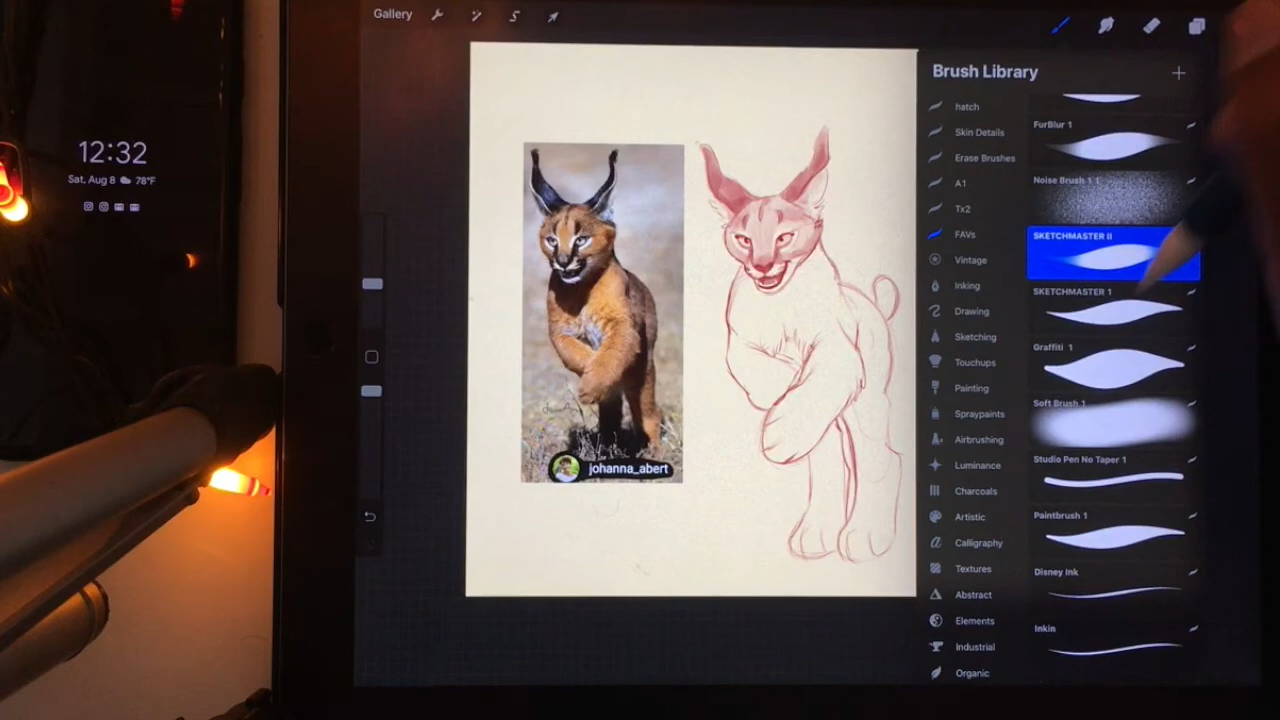 12:32
Sat, Aug 8 78°F
Gallery
johanna_abert
Brush Library
hatch
Skin Details
Erase Brushes
A1
Tx2
FAVs
Vintage
Inking
Drawing
Sketching
Touchups
Painting
Spraypaints
Airbrushing
Luminance
Charcoals
Artistic
Calligraphy
Textures
Abstract
Elements
Industrial
Organic
FurBlur 1
Noise Brush 1 1
SKETCHMASTER II
SKETCHMASTER 1
Graffiti 1
Soft Brush 1
Studio Pen No Taper 1
Paintbrush 1
Disney Ink
Inkin